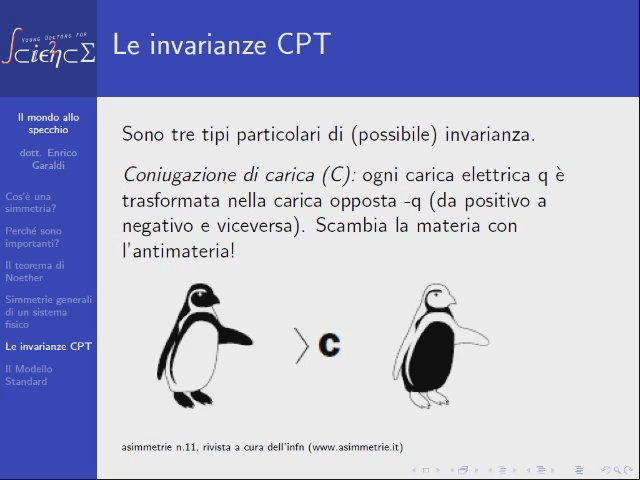 YOUNG DOCTORS FOR
Le invarianze CPT
Il mondo allo
specchio
dott. Enrico
Garaldi
Cos'è una
simmetria?
Perché sono
importanti?
Il teorema di
Noether
Simmetrie generali
di un sistema
fisico
Le invarianze CPT
Il Modello
Standard
Sono tre tipi particolari di (possibile) invarianza.
Coniugazione di carica (C): ogni carica elettrica q è
trasformata nella carica opposta -q (da positivo a
negativo e viceversa). Scambia la materia con
l'antimateria!
C
asimmetrie n.11, rivista a cura dell'infn (www.asimmetrie.it)